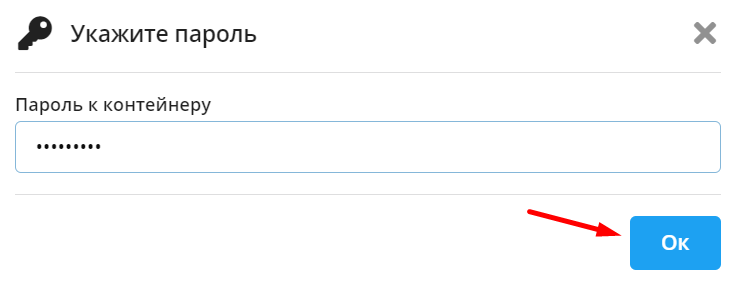 Укажите пароль
Пароль к контейнеру
•••••••••
Ок